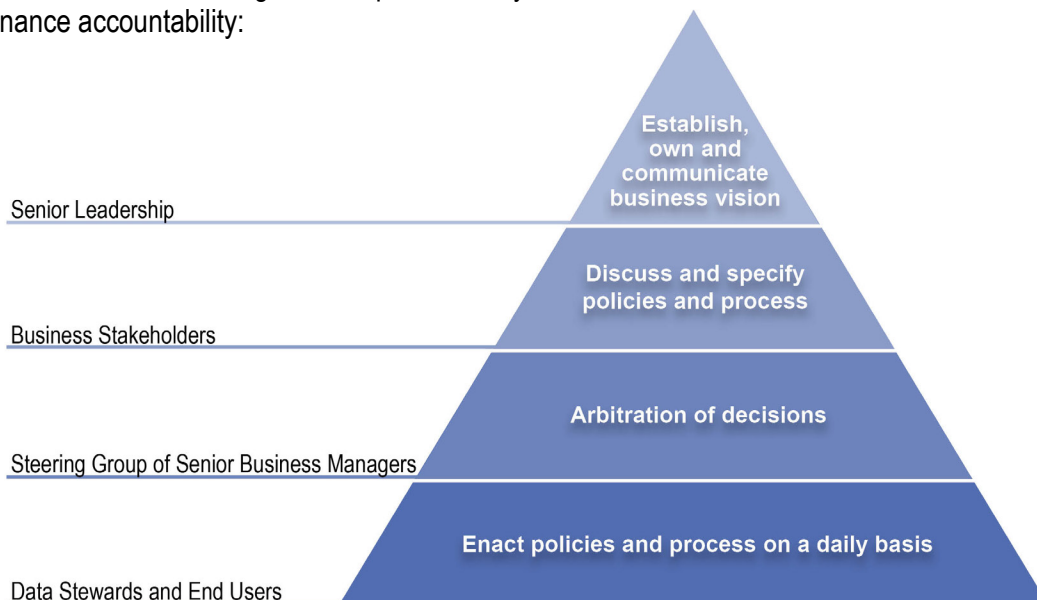 nance accountability:
Establish,
own and
communicate
business vision
Senior Leadership
Discuss and specify
policies and process
Business Stakeholders
Arbitration of decisions
Steering Group of Senior Business Managers
Enact policies and process on a daily basis
Data Stewards and End Users